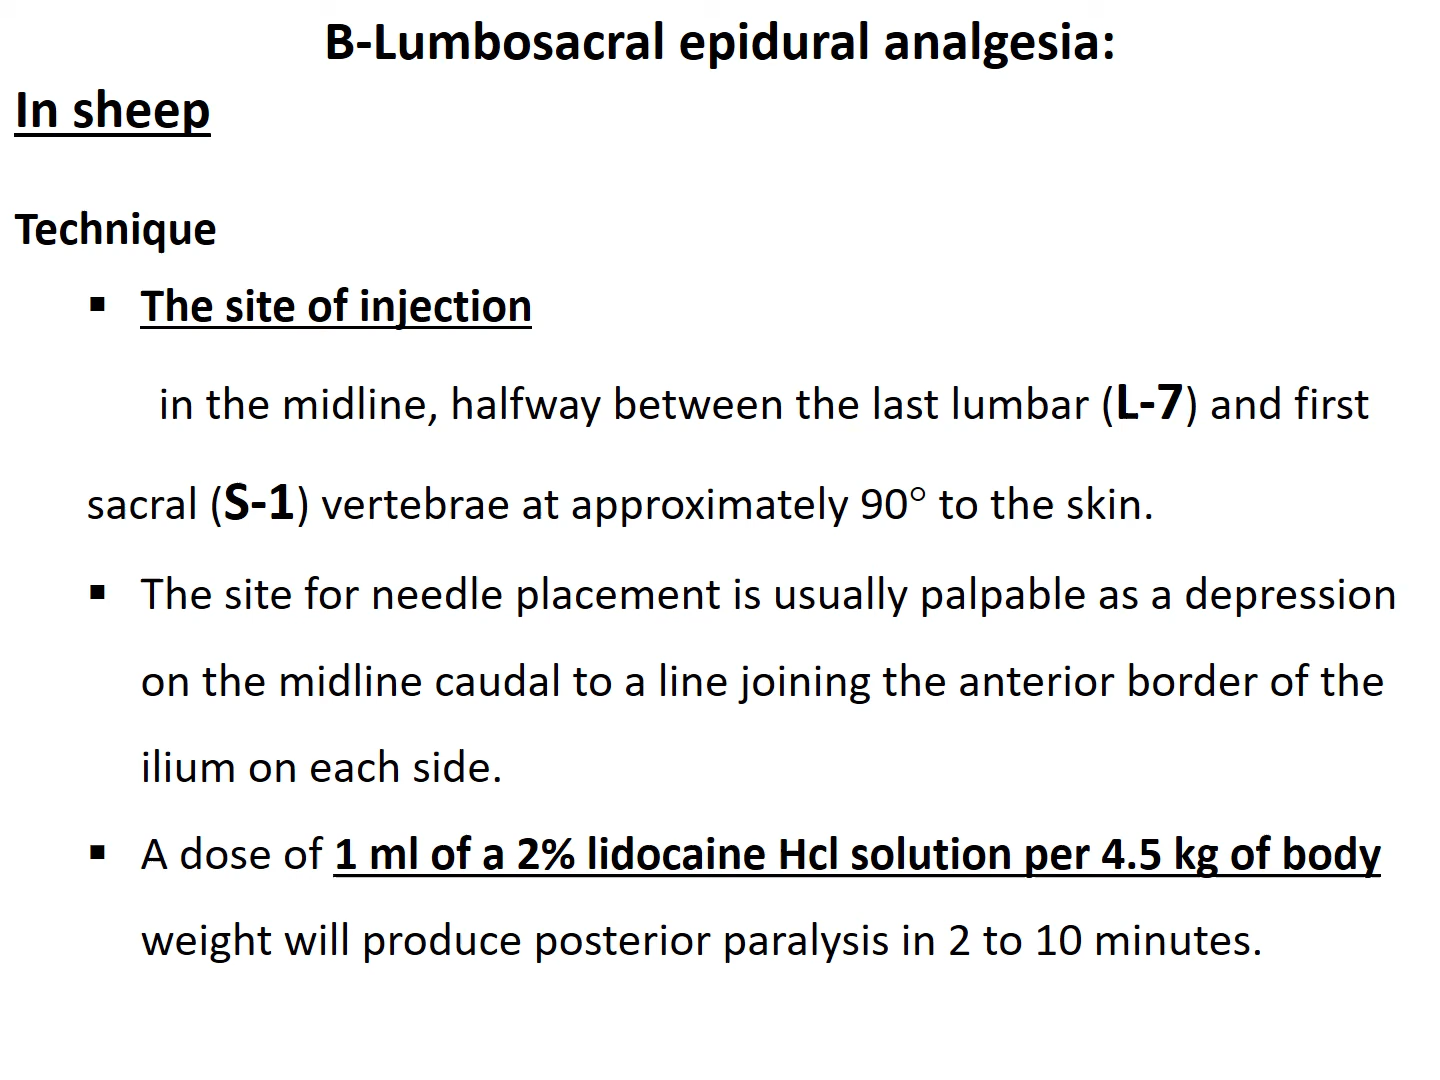 B-Lumbosacral epidural analgesia:
In sheep
Technique
▪ The site of injection
in the midline, halfway between the last lumbar (L-7) and first
sacral (S-1) vertebrae at approximately 90° to the skin.
▪ The site for needle placement is usually palpable as a depression
on the midline caudal to a line joining the anterior border of the
ilium on each side.
▪ A dose of 1 ml of a 2% lidocaine Hcl solution per 4.5 kg of body
weight will produce posterior paralysis in 2 to 10 minutes.